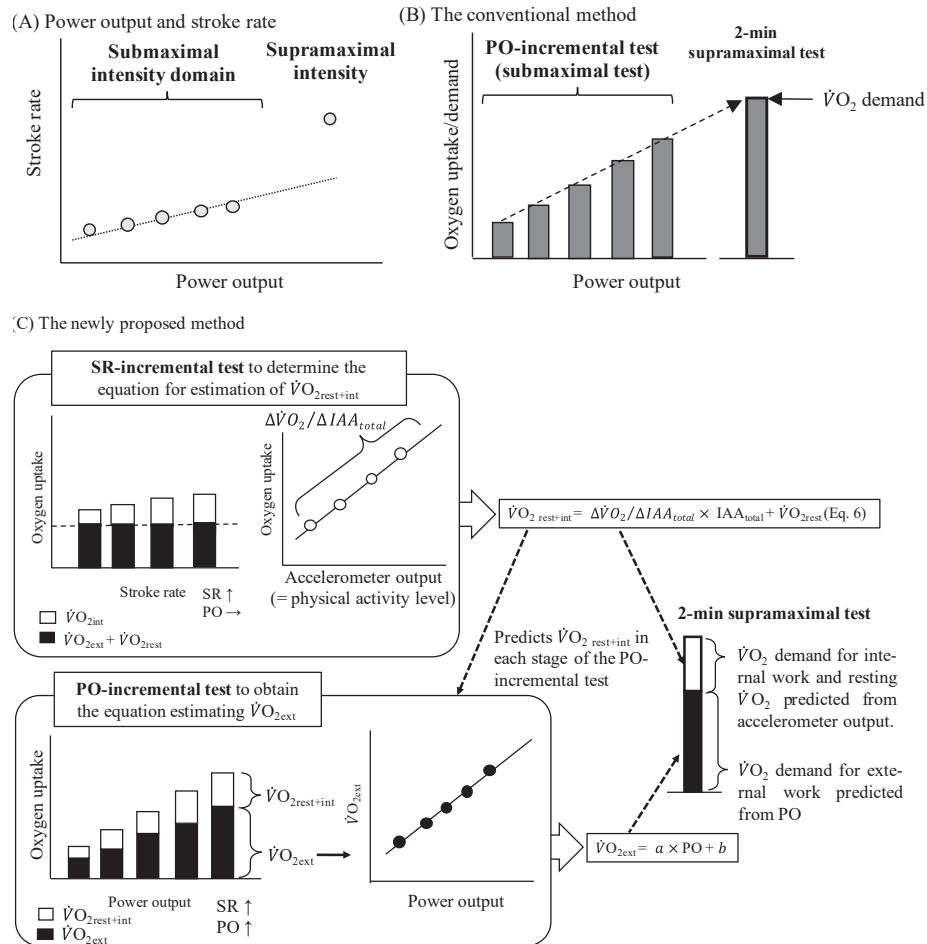 (A) Power output and stroke rate
Submaximal
intensity domain
Supramaximal
intensity
Stroke rate
Power output
(B) The conventional method
PO-incremental test
(submaximal test)
2-min
supramaximal test
V̇O₂ demand
Oxygen uptake/demand
Power output
(C) The newly proposed method
SR-incremental test to determine the
equation for estimation of V̇O₂rest+int
Oxygen uptake
Stroke rate
SR ↑
PO →
V̇O₂int
V̇O₂ext + V̇O₂rest
ΔV̇O₂/ΔIAAtotal
Oxygen uptake
Accelerometer output
(= physical activity level)
V̇O₂ rest+int = ΔV̇O₂/ΔIAAtotal × IAAtotal + V̇O₂rest (Eq. 6)
Predicts V̇O₂ rest+int in
each stage of the PO-
incremental test
2-min supramaximal test
V̇O₂ demand for inter-
nal work and resting
V̇O₂ predicted from
accelerometer output.
V̇O₂ demand for exter-
nal work predicted
from PO
PO-incremental test to obtain
the equation estimating V̇O₂ext
Oxygen uptake
V̇O₂rest+int
V̇O₂ext
Power output
SR ↑
PO ↑
V̇O₂rest+int
V̇O₂ext
V̇O₂ext
Power output
V̇O₂ext = a × PO + b